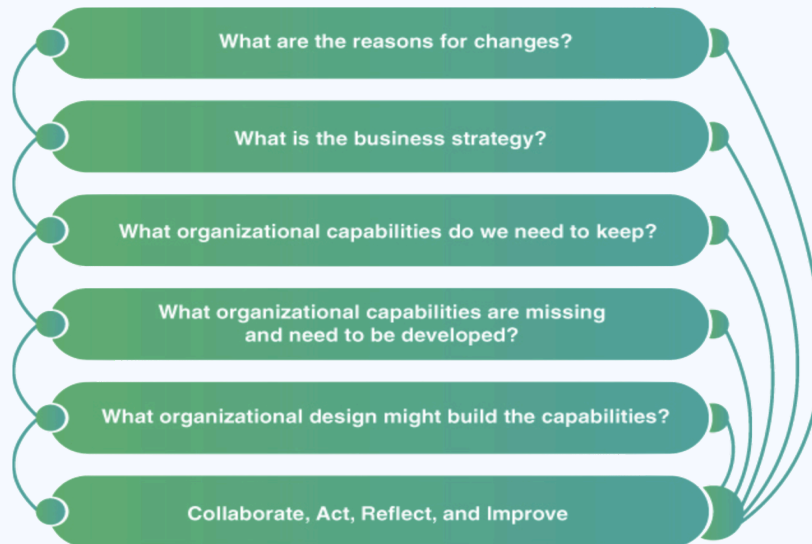 What are the reasons for changes?
What is the business strategy?
What organizational capabilities do we need to keep?
What organizational capabilities are missing
and need to be developed?
What organizational design might build the capabilities?
Collaborate, Act, Reflect, and Improve